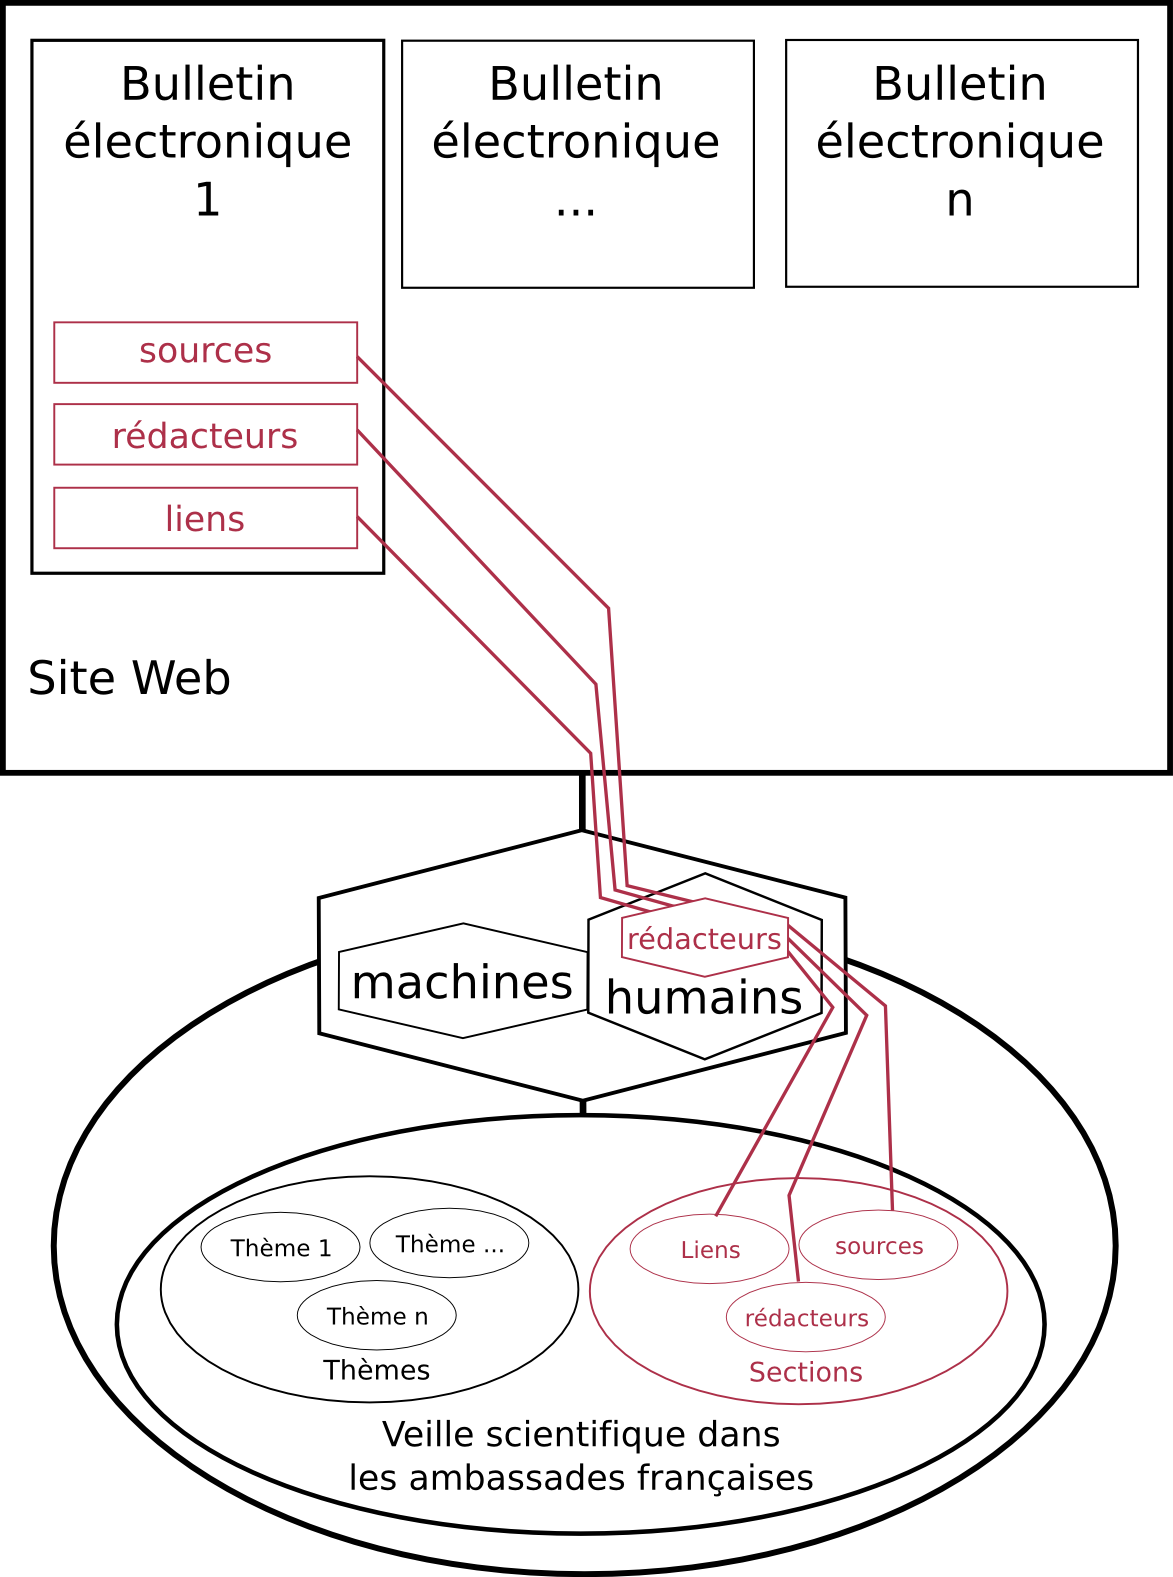 Bulletin
électronique
1
Bulletin
électronique
...
Bulletin
électronique
n
sources
rédacteurs
liens
Site Web
rédacteurs
machines
humains
Thème 1
Thème ...
Thème n
Thèmes
Liens
sources
rédacteurs
Sections
Veille scientifique dans
les ambassades françaises